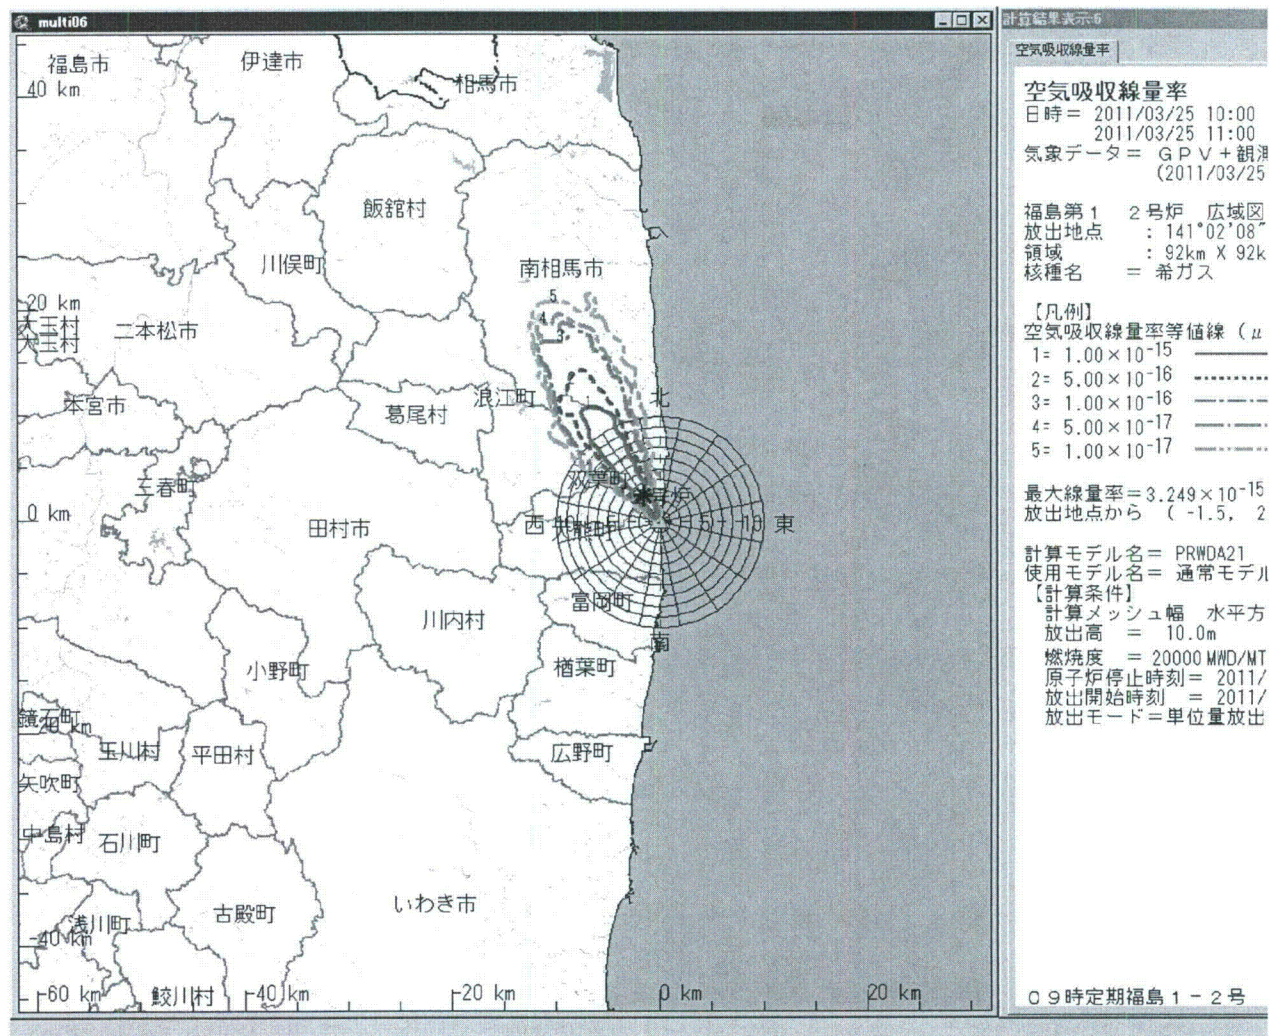 multi06
福島市
伊達市
相馬市
40 km
飯舘村
川俣町
南相馬市
20 km
大玉村
大玉村
二本松市
5
4
3
本宮市
葛尾村
浪江町
北
三春町
双葉町
0 km
田村市
西
東
富岡町
川内村
南
小野町
楢葉町
鏡石町
玉川村
平田村
広野町
矢吹町
中島村
石川町
いわき市
古殿町
浅川町
-40 km
鮫川村
-60 km
-40 km
-20 km
0 km
20 km
計算結果表示:6
空気吸収線量率
空気吸収線量率
日時= 2011/03/25 10:00
2011/03/25 11:00
気象データ= GPV+観測
(2011/03/25
福島第1 2号炉 広域図
放出地点 : 141°02'08"
領域 : 92km X 92k
核種名 = 希ガス
【凡例】
空気吸収線量率等値線 (μ
1= 1.00×10-15
2= 5.00×10-16
3= 1.00×10-16
4= 5.00×10-17
5= 1.00×10-17
最大線量率=3.249×10-15
放出地点から ( -1.5, 2
計算モデル名= PRWDA21
使用モデル名= 通常モデル
【計算条件】
計算メッシュ幅 水平方
放出高 = 10.0m
燃焼度 = 20000MWD/MT
原子炉停止時刻= 2011/
放出開始時刻 = 2011/
放出モード=単位量放出
09時定期福島1-2号